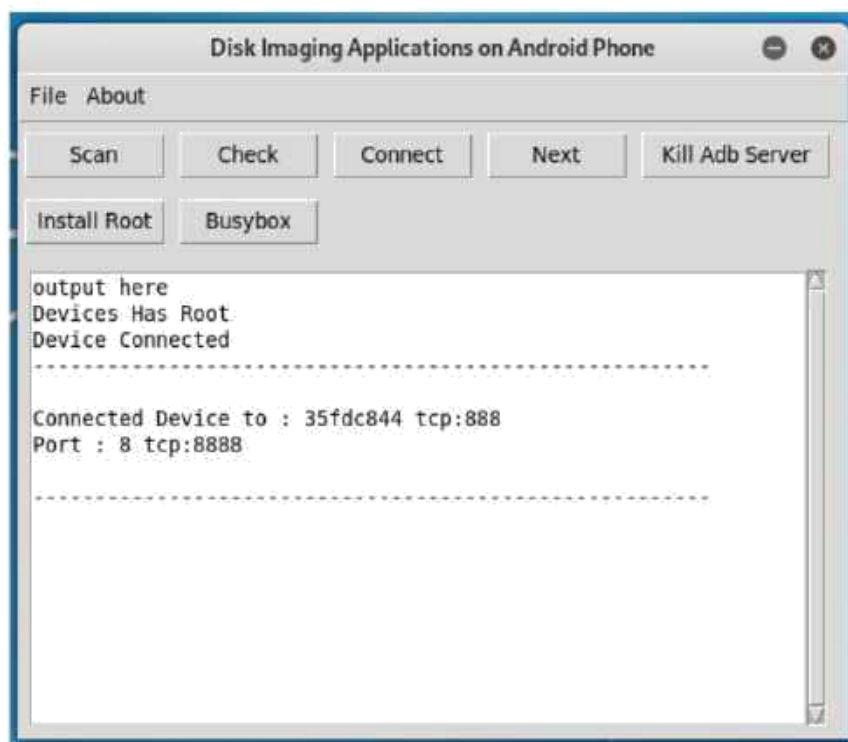 Disk Imaging Applications on Android Phone
File About
Scan Check Connect Next Kill Adb Server
Install Root Busybox
output here
Devices Has Root
Device Connected
-------------------------------------------------------
Connected Device to : 35fdc844 tcp:888
Port : 8 tcp:8888
-------------------------------------------------------